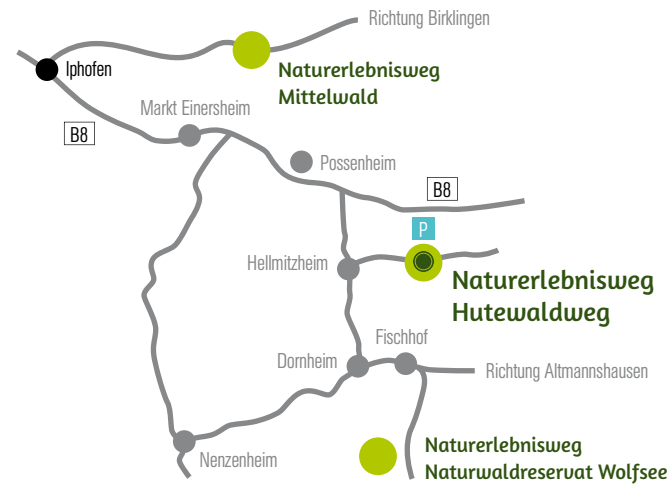 Richtung Birklingen
Iphofen
Naturerlebnisweg
Mittelwald
Markt Einersheim
B8
Possenheim
B8
P
Hellmitzheim
Naturerlebnisweg
Hutewaldweg
Fischhof
Dornheim
Richtung Altmannshausen
Nenzenheim
Naturerlebnisweg
Naturwaldreservat Wolfsee